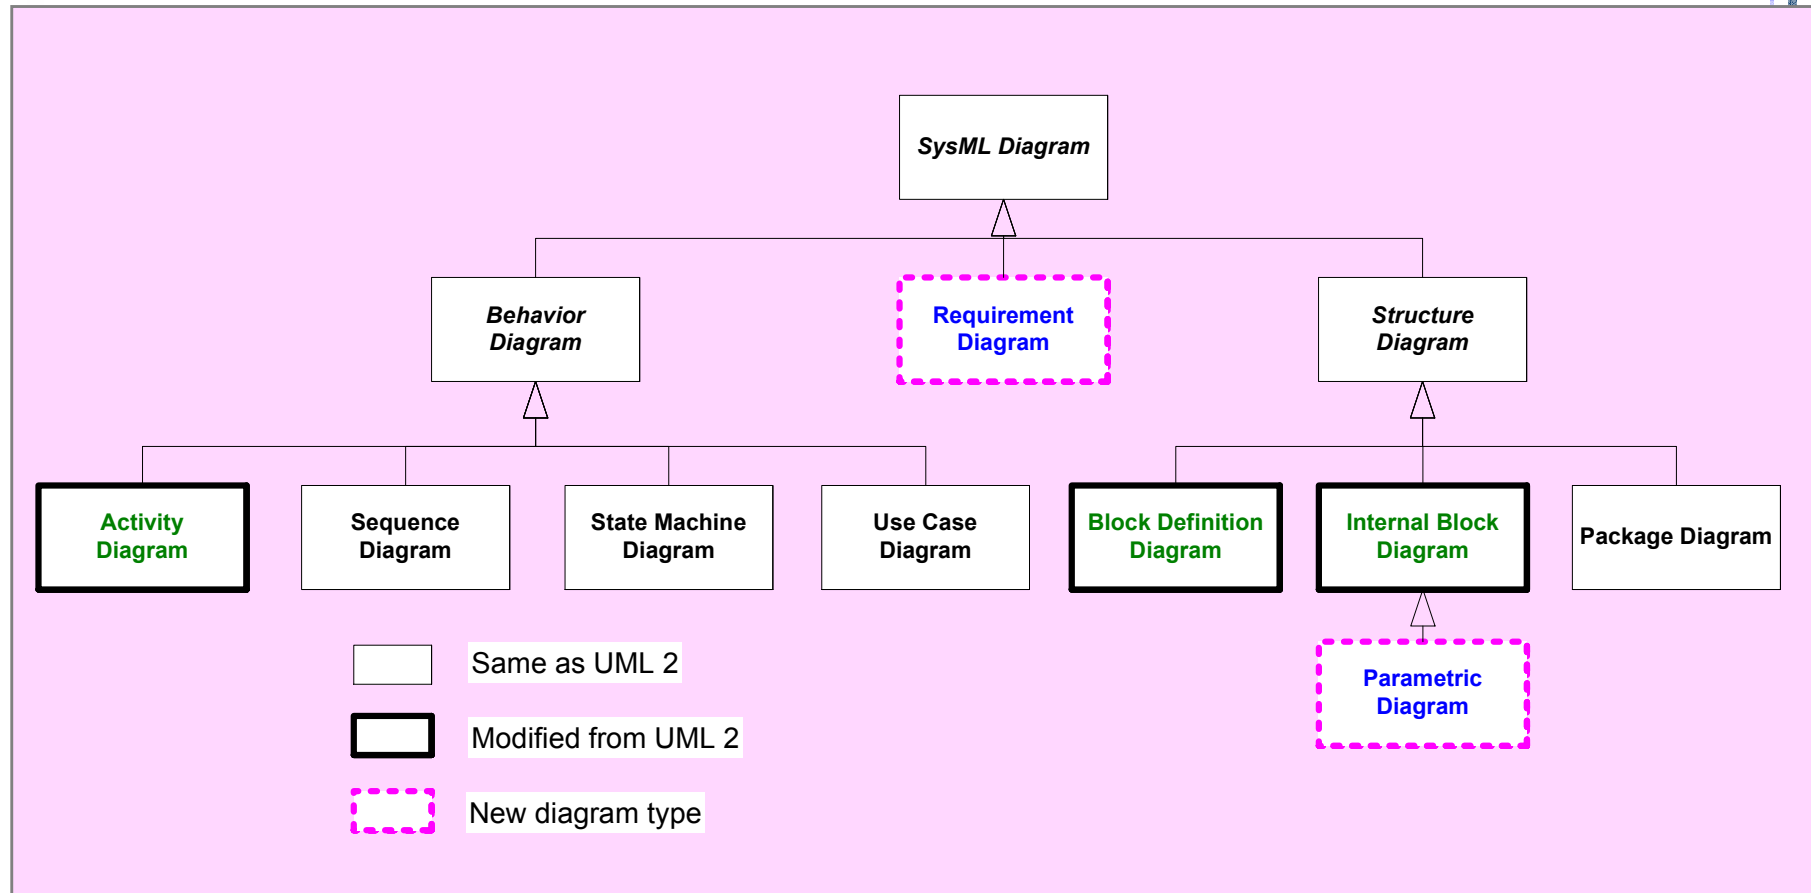 SysML Diagram
Behavior
Diagram
Requirement
Diagram
Structure
Diagram
Activity
Diagram
Sequence
Diagram
State Machine
Diagram
Use Case
Diagram
Block Definition
Diagram
Internal Block
Diagram
Package Diagram
Parametric
Diagram
Same as UML 2
Modified from UML 2
New diagram type